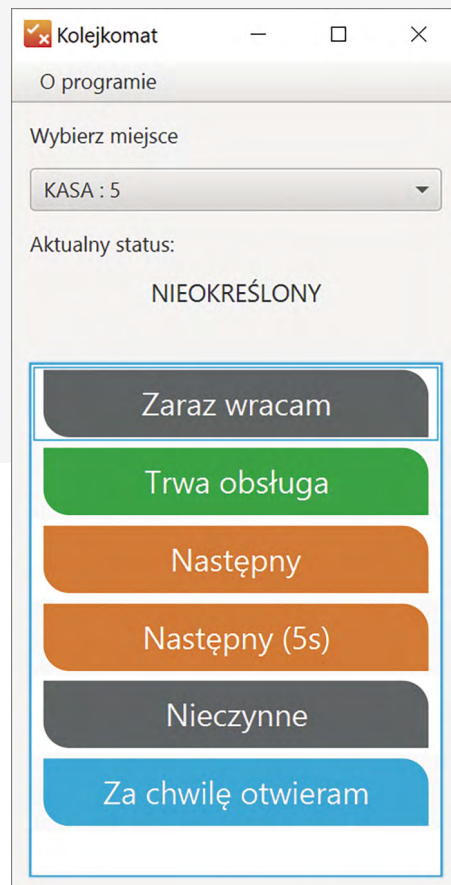 Kolejkomat
O programie
Wybierz miejsce
KASA : 5
Aktualny status:
NIEOKREŚLONY
Zaraz wracam
Trwa obsługa
Następny
Następny (5s)
Nieczynne
Za chwilę otwieram